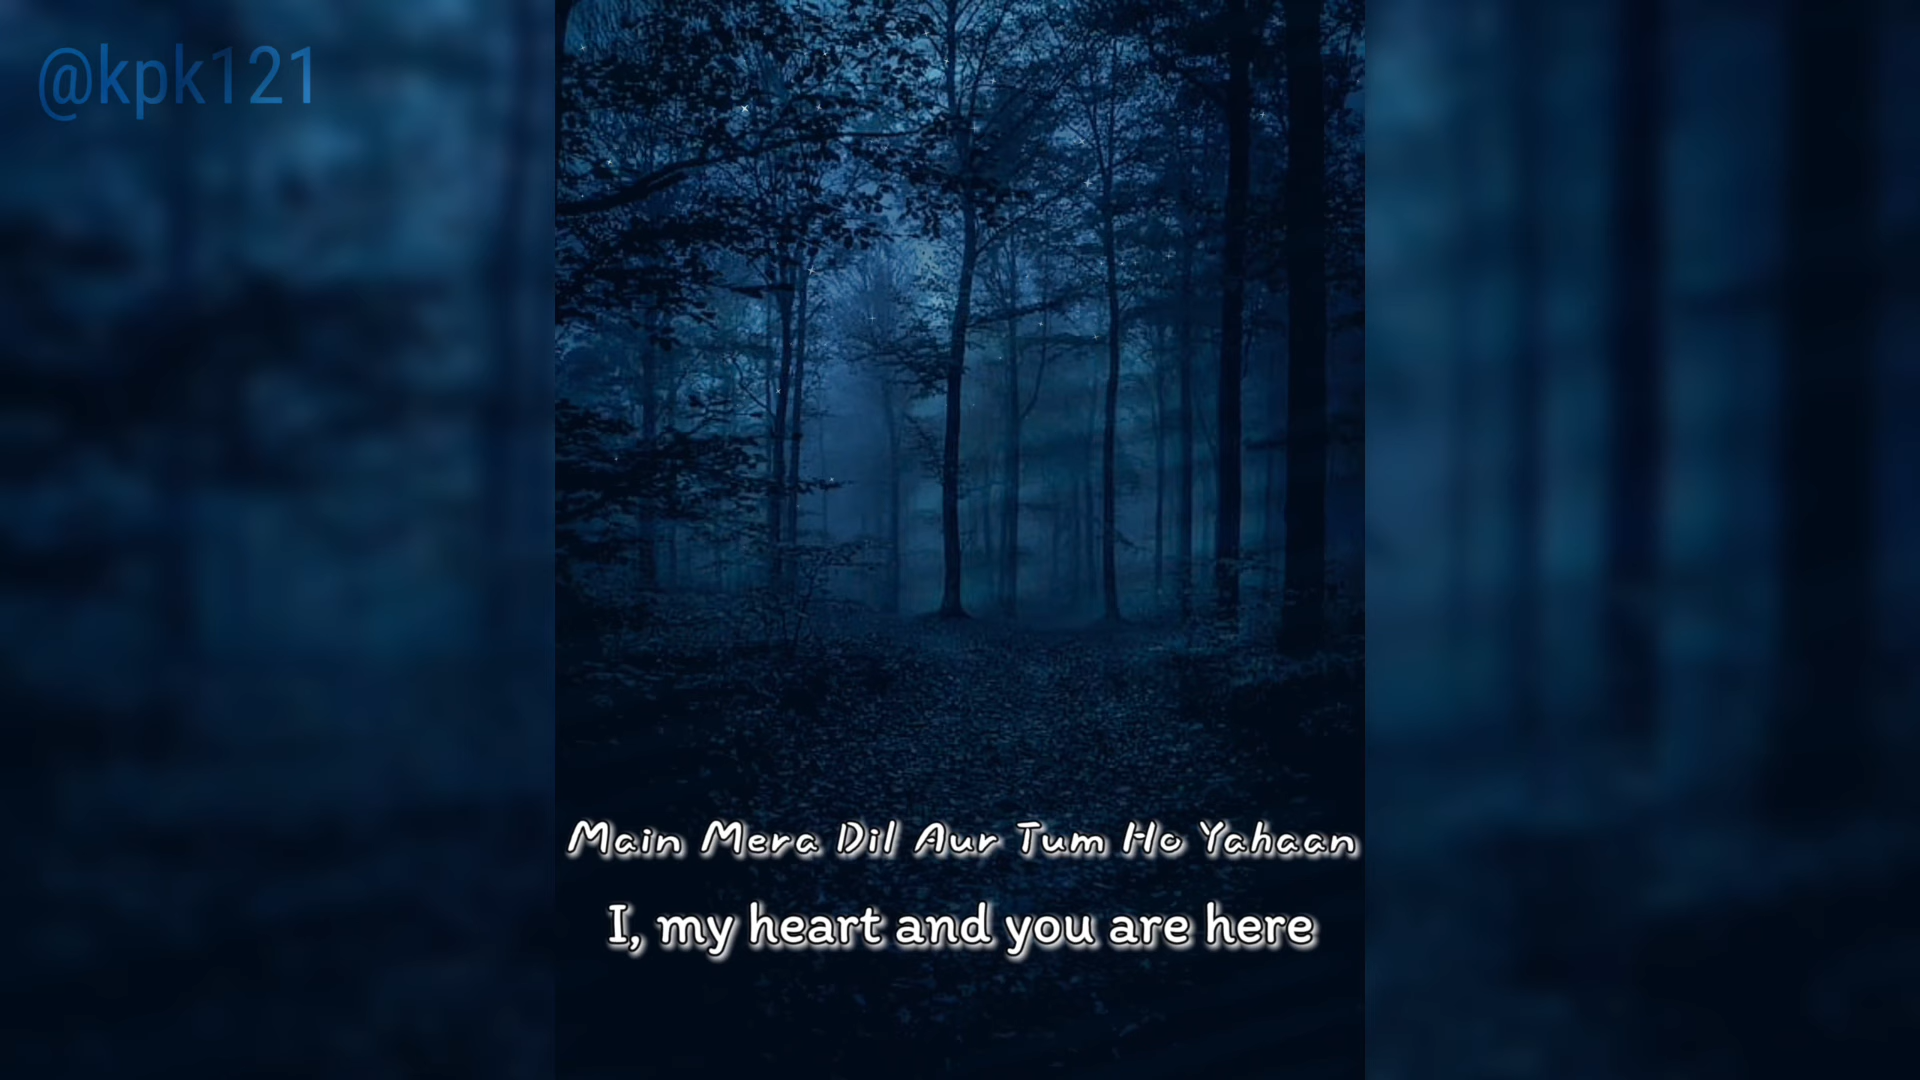 @kpk121
Main Mera Dil Aur Tum Ho Yahaan
I, my heart and you are here